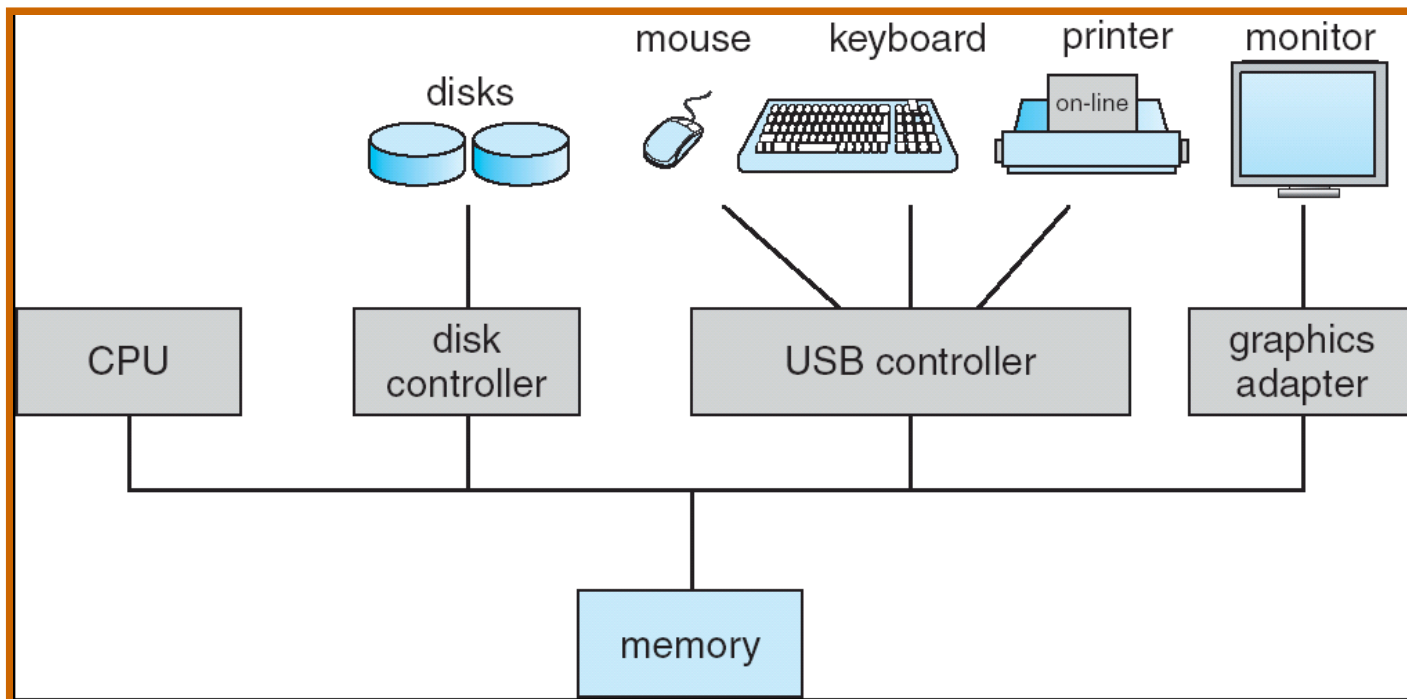 mouse
keyboard
printer
monitor
disks
on-line
CPU
disk
controller
USB controller
graphics
adapter
memory